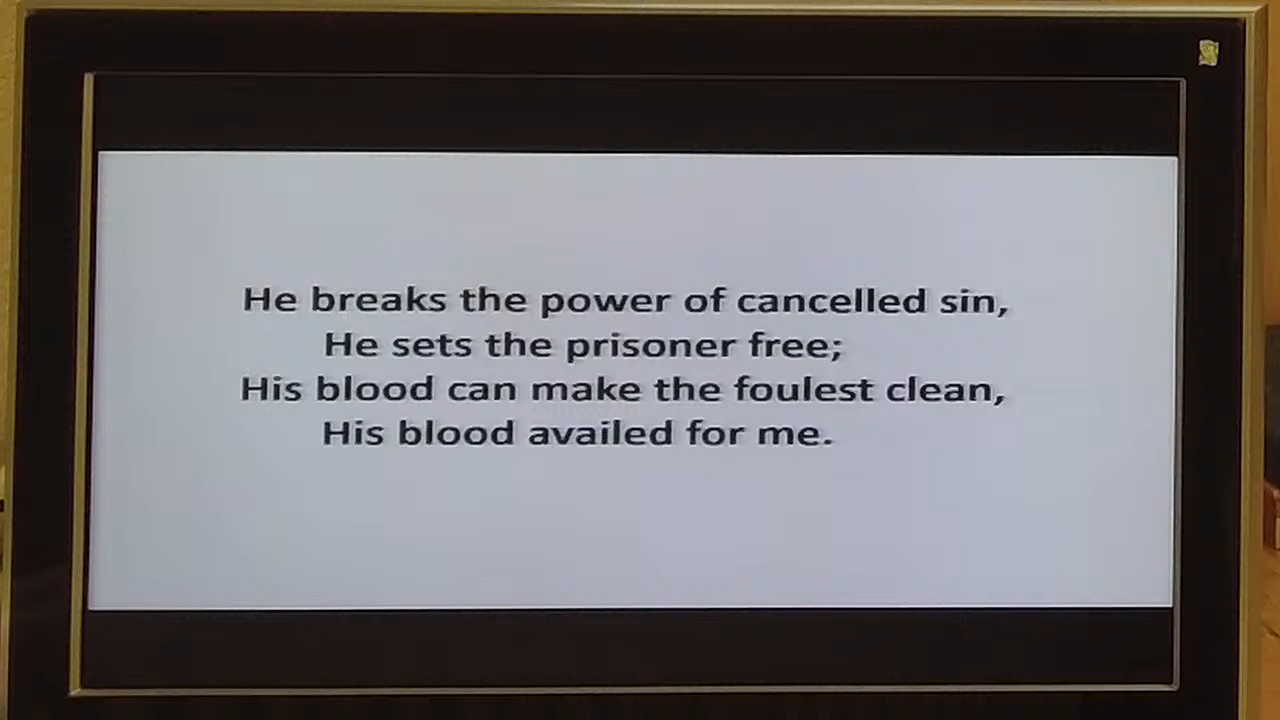 He breaks the power of cancelled sin,
He sets the prisoner free;
His blood can make the foulest clean,
His blood availed for me.